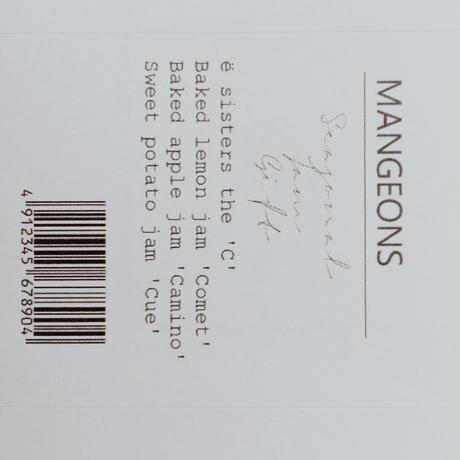 MANGEONS
Seasonal
Jam
Gifts
ë sisters the 'C'
Baked lemon jam 'Comet'
Baked apple jam 'Camino'
Sweet potato jam 'Cue'
4 912345 678904